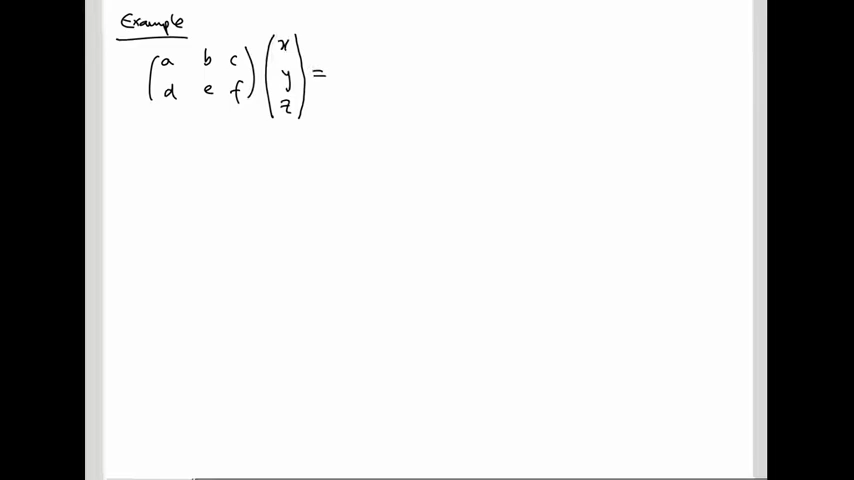 Example
(a b c
d e f) (x
y
z) =